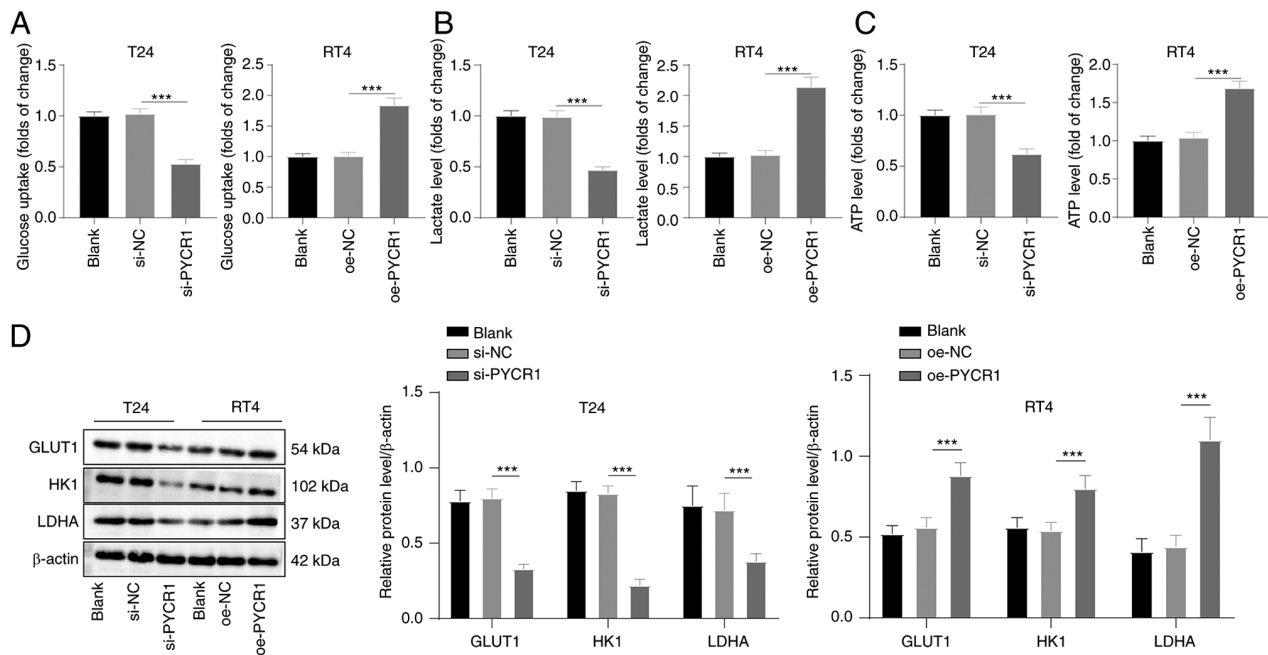 A
Glucose uptake (folds of change)
T24
1.5
1.0
0.5
0.0
***
Blank
si-NC
si-PYCR1
Glucose uptake (folds of change)
RT4
2.5
2.0
1.5
1.0
0.5
0.0
***
Blank
oe-NC
oe-PYCR1
B
Lactate level (folds of change)
T24
1.5
1.0
0.5
0.0
***
Blank
si-NC
si-PYCR1
Lactate level (folds of change)
RT4
2.5
2.0
1.5
1.0
0.5
0.0
***
Blank
oe-NC
oe-PYCR1
C
ATP level (folds of change)
T24
1.5
1.0
0.5
0.0
***
Blank
si-NC
si-PYCR1
ATP level (fold of change)
RT4
2.0
1.5
1.0
0.5
0.0
***
Blank
oe-NC
oe-PYCR1
D
T24 RT4
GLUT1 54 kDa
HK1 102 kDa
LDHA 37 kDa
β-actin 42 kDa
Blank
si-NC
si-PYCR1
Blank
oe-NC
oe-PYCR1
Blank
si-NC
si-PYCR1
T24
Relative protein level/β-actin
1.5
1.0
0.5
0.0
*** *** ***
GLUT1 HK1 LDHA
Blank
oe-NC
oe-PYCR1
RT4
Relative protein level/β-actin
1.5
1.0
0.5
0.0
*** *** ***
GLUT1 HK1 LDHA